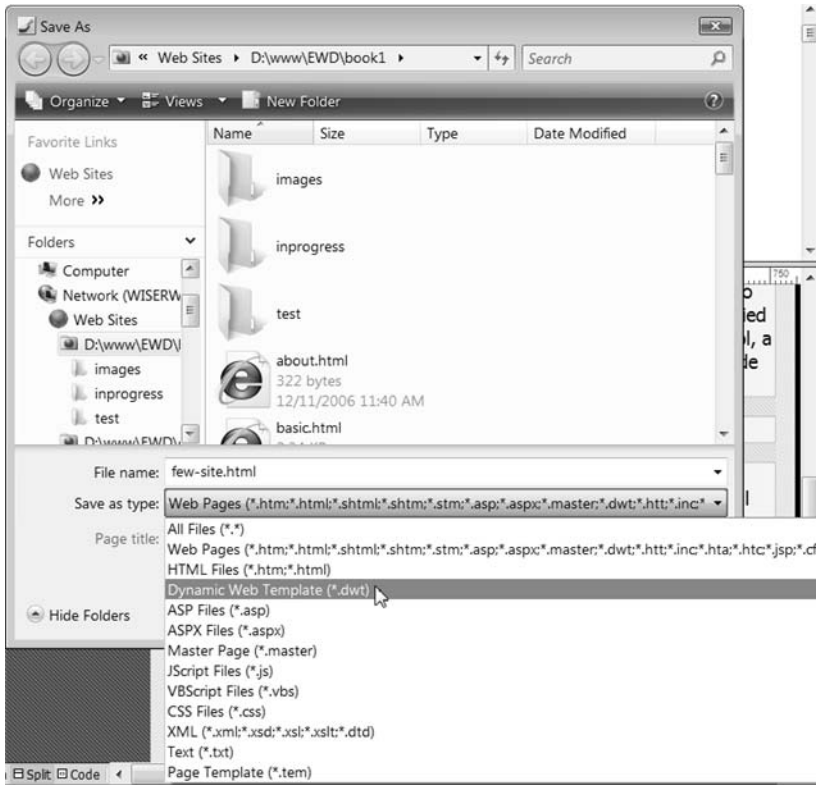 Save As
« Web Sites ▸ D:\www\EWD\book1 ▸
Search
Organize
Views
New Folder
Favorite Links
Web Sites
More »
Folders
Computer
Network (WISERW
Web Sites
D:\www\EWD\
images
inprogress
test
D:\www\EWD\
Name
Size
Type
Date Modified
images
inprogress
test
about.html
322 bytes
12/11/2006 11:40 AM
basic.html
750
ied
l, a
de
File name: few-site.html
Save as type: Web Pages (*.htm;*.html;*.shtml;*.shtm;*.stm;*.asp;*.aspx;*.master;*.dwt;*.htt;*.inc;*
Page title:
All Files (*.*)
Web Pages (*.htm;*.html;*.shtml;*.shtm;*.stm;*.asp;*.aspx;*.master;*.dwt;*.htt;*.inc;*.hta;*.htc;*.jsp;*.cf
HTML Files (*.htm;*.html)
Dynamic Web Template (*.dwt)
ASP Files (*.asp)
ASPX Files (*.aspx)
Master Page (*.master)
JScript Files (*.js)
VBScript Files (*.vbs)
CSS Files (*.css)
XML (*.xml;*.xsd;*.xsl;*.xslt;*.dtd)
Text (*.txt)
Page Template (*.tem)
Hide Folders
Split
Code